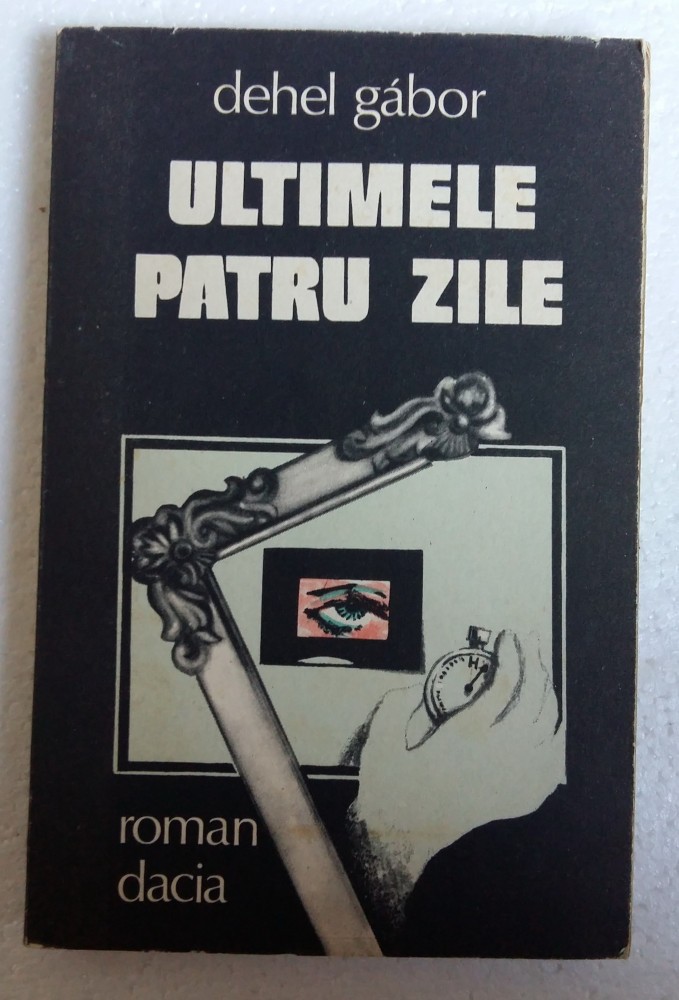 dehel gábor
ULTIMELE
PATRU ZILE
roman
dacia